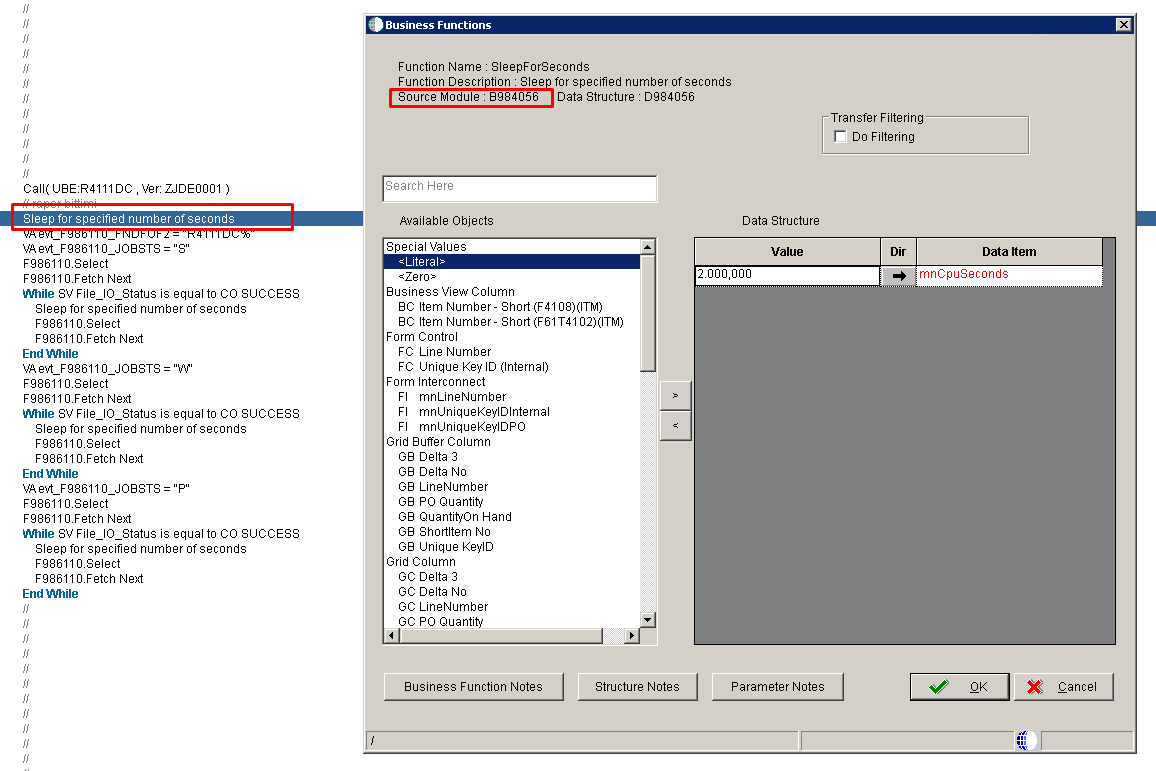 //
//
//
//
//
//
//
//
//
//
//
//
Call( UBE:R4111DC , Ver: ZJDE0001 )
// rapor bittimi
Sleep for specified number of seconds
VA evt_F986110_FNDFUF2 = "R4111DC%"
VA evt_F986110_JOBSTS = "S"
F986110.Select
F986110.Fetch Next
While SV File_IO_Status is equal to CO SUCCESS
Sleep for specified number of seconds
F986110.Select
F986110.Fetch Next
End While
VA evt_F986110_JOBSTS = "W"
F986110.Select
F986110.Fetch Next
While SV File_IO_Status is equal to CO SUCCESS
Sleep for specified number of seconds
F986110.Select
F986110.Fetch Next
End While
VA evt_F986110_JOBSTS = "P"
F986110.Select
F986110.Fetch Next
While SV File_IO_Status is equal to CO SUCCESS
Sleep for specified number of seconds
F986110.Select
F986110.Fetch Next
End While
//
//
//
//
//
//
//
//
//
//
//
Business Functions
Function Name : SleepForSeconds
Function Description : Sleep for specified number of seconds
Source Module : B984056 Data Structure : D984056
Transfer Filtering
Do Filtering
Search Here
Available Objects
Special Values
<Literal>
<Zero>
Business View Column
BC Item Number - Short (F4108)(ITM)
BC Item Number - Short (F61T4102)(ITM)
Form Control
FC Line Number
FC Unique Key ID (Internal)
Form Interconnect
FI mnLineNumber
FI mnUniqueKeyIDInternal
FI mnUniqueKeyIDPO
Grid Buffer Column
GB Delta 3
GB Delta No
GB LineNumber
GB PO Quantity
GB QuantityOn Hand
GB ShortItem No
GB Unique KeyID
Grid Column
GC Delta 3
GC Delta No
GC LineNumber
GC PO Quantity
>
<
Data Structure
Value Dir Data Item
2.000,000 mnCpuSeconds
Business Function Notes
Structure Notes
Parameter Notes
OK
Cancel
/